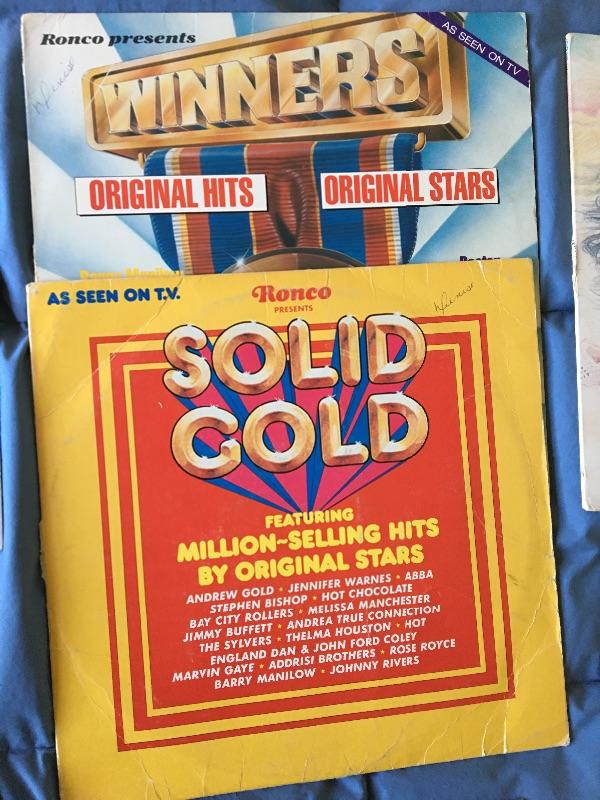 Ronco presents
AS SEEN ON TV
WINNERS
ORIGINAL HITS
ORIGINAL STARS
AS SEEN ON T.V.
Ronco
PRESENTS
SOLID
GOLD
FEATURING
MILLION~SELLING HITS
BY ORIGINAL STARS
ANDREW GOLD • JENNIFER WARNES • ABBA
STEPHEN BISHOP • HOT CHOCOLATE
BAY CITY ROLLERS • MELISSA MANCHESTER
JIMMY BUFFETT • ANDREA TRUE CONNECTION
THE SYLVERS • THELMA HOUSTON • HOT
ENGLAND DAN & JOHN FORD COLEY
MARVIN GAYE • ADDRISI BROTHERS • ROSE ROYCE
BARRY MANILOW • JOHNNY RIVERS